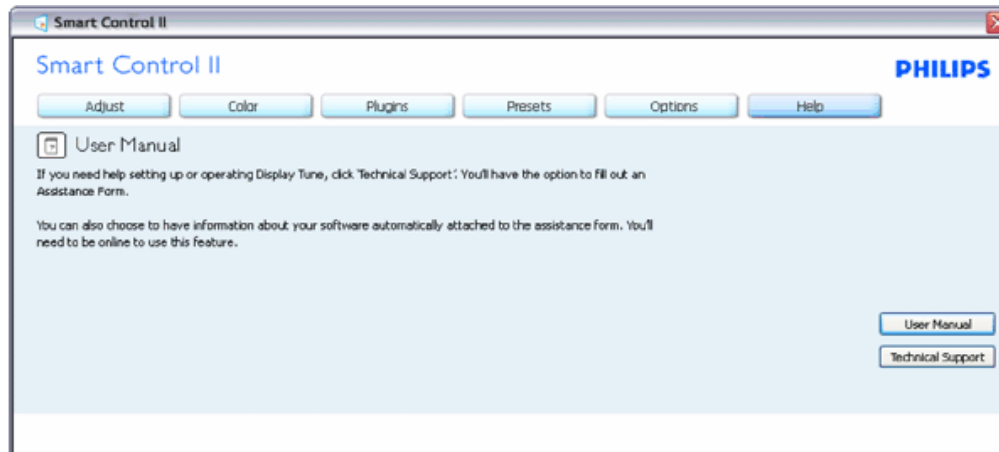 Smart Control II
Smart Control II
PHILIPS
Adjust Color Plugins Presets Options Help
User Manual
If you need help setting up or operating Display Tune, click 'Technical Support'. You'll have the option to fill out an
Assistance Form.
You can also choose to have information about your software automatically attached to the assistance form. You'll
need to be online to use this feature.
User Manual
Technical Support